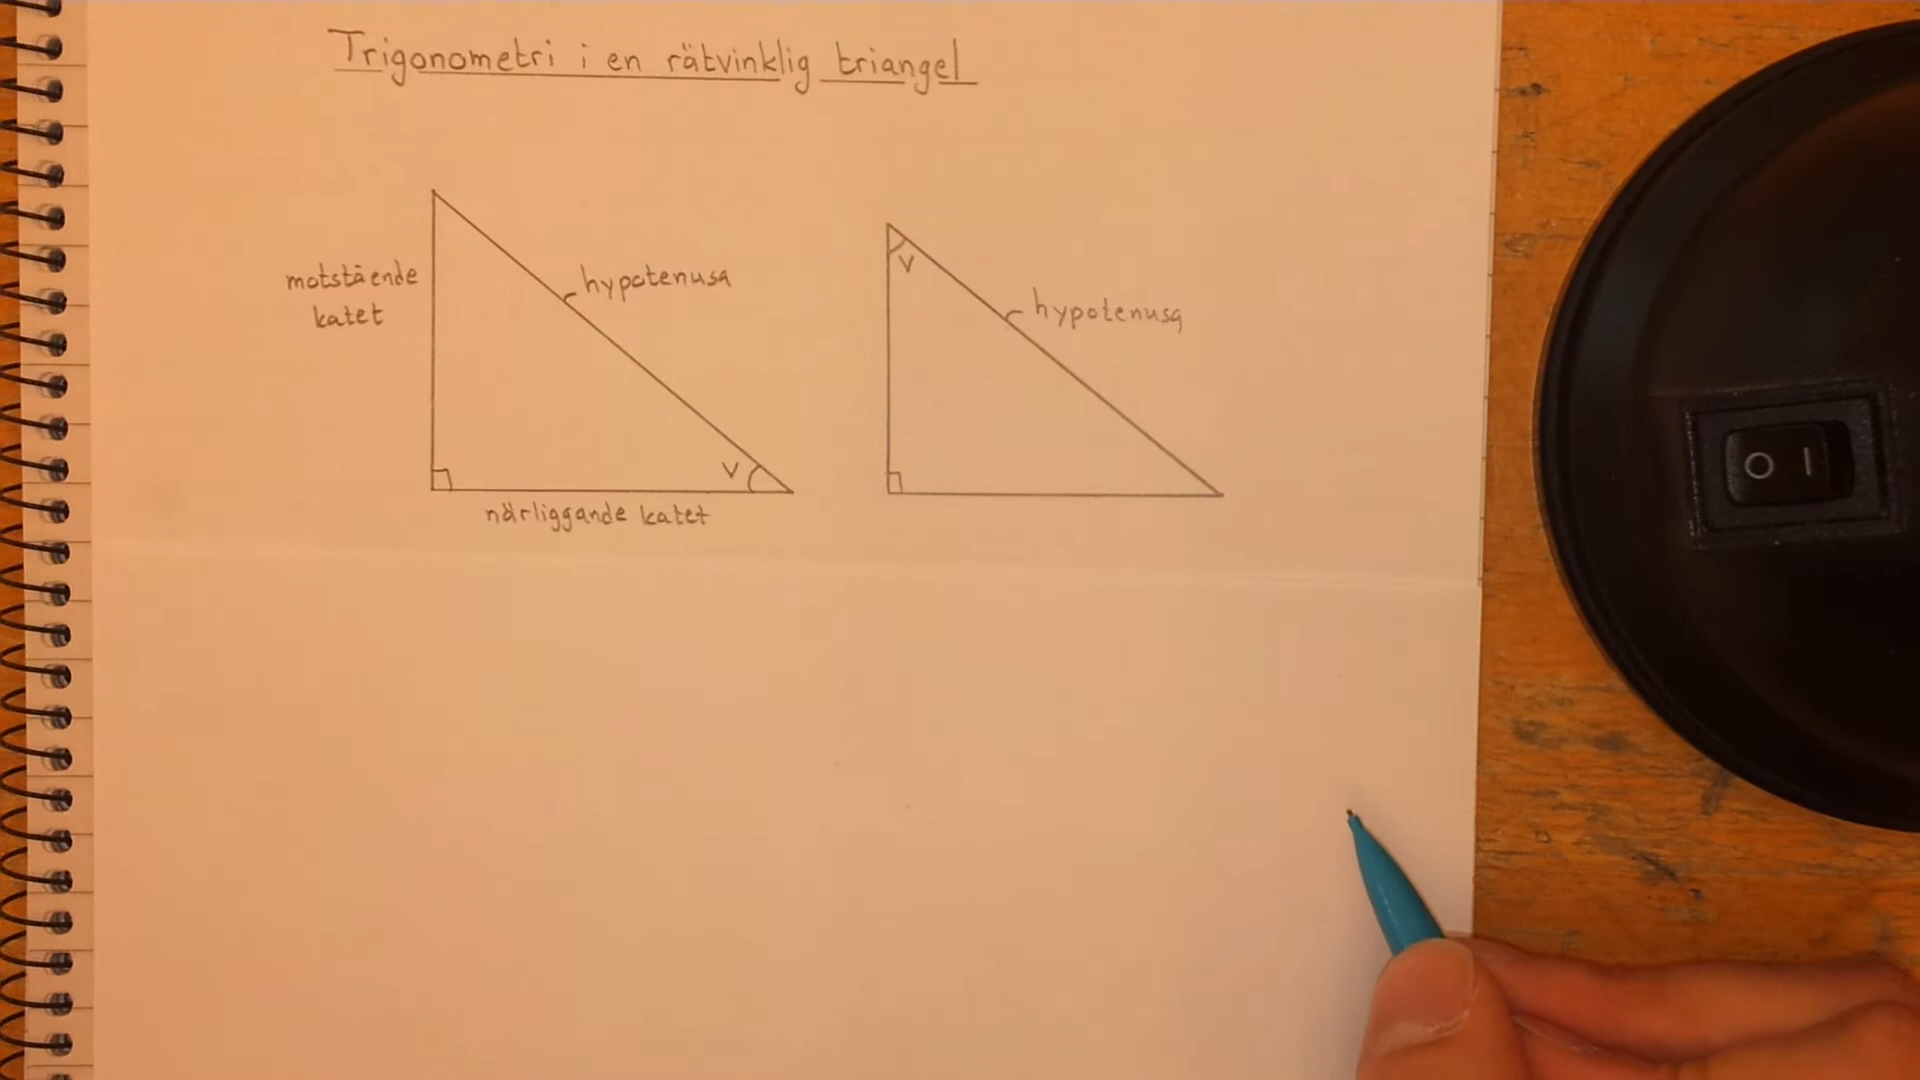 Trigonometri i en rätvinklig triangel
motstående
katet
hypotenusa
v
närliggande katet
v
hypotenusa
O I